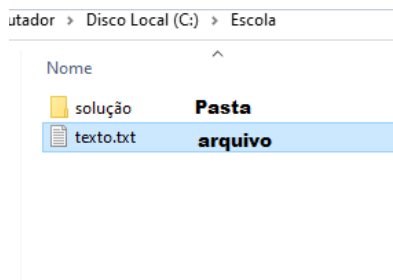 utador > Disco Local (C:) > Escola
Nome
solução Pasta
texto.txt arquivo